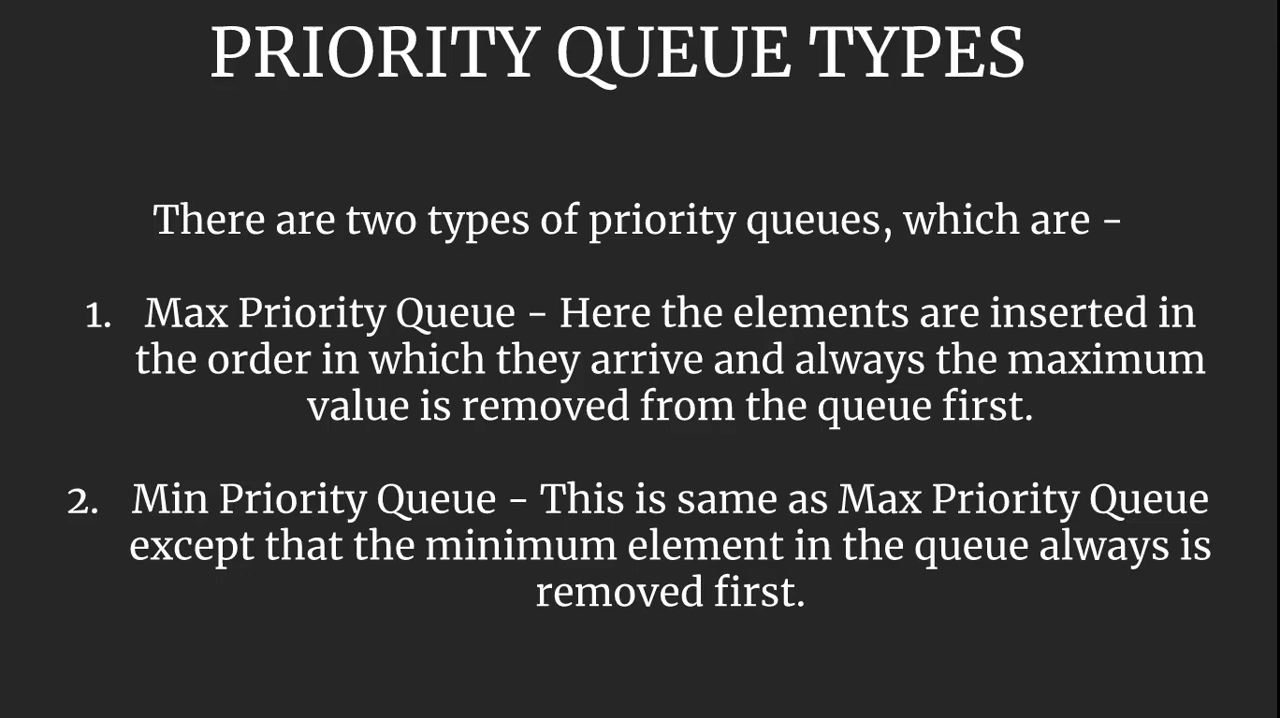 PRIORITY QUEUE TYPES
There are two types of priority queues, which are -
1. Max Priority Queue - Here the elements are inserted in
the order in which they arrive and always the maximum
value is removed from the queue first.
2. Min Priority Queue - This is same as Max Priority Queue
except that the minimum element in the queue always is
removed first.